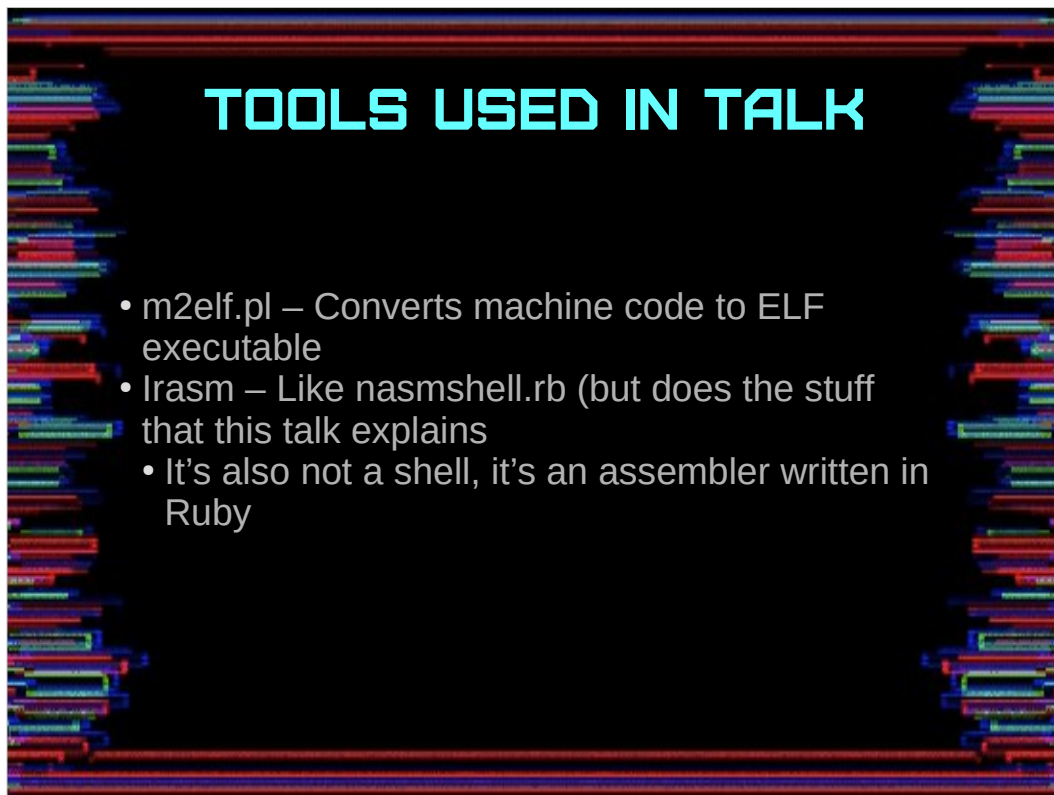 TOOLS USED IN TALK
• m2elf.pl – Converts machine code to ELF
executable
• Irasm – Like nasmshell.rb (but does the stuff
that this talk explains
• It’s also not a shell, it’s an assembler written in
Ruby